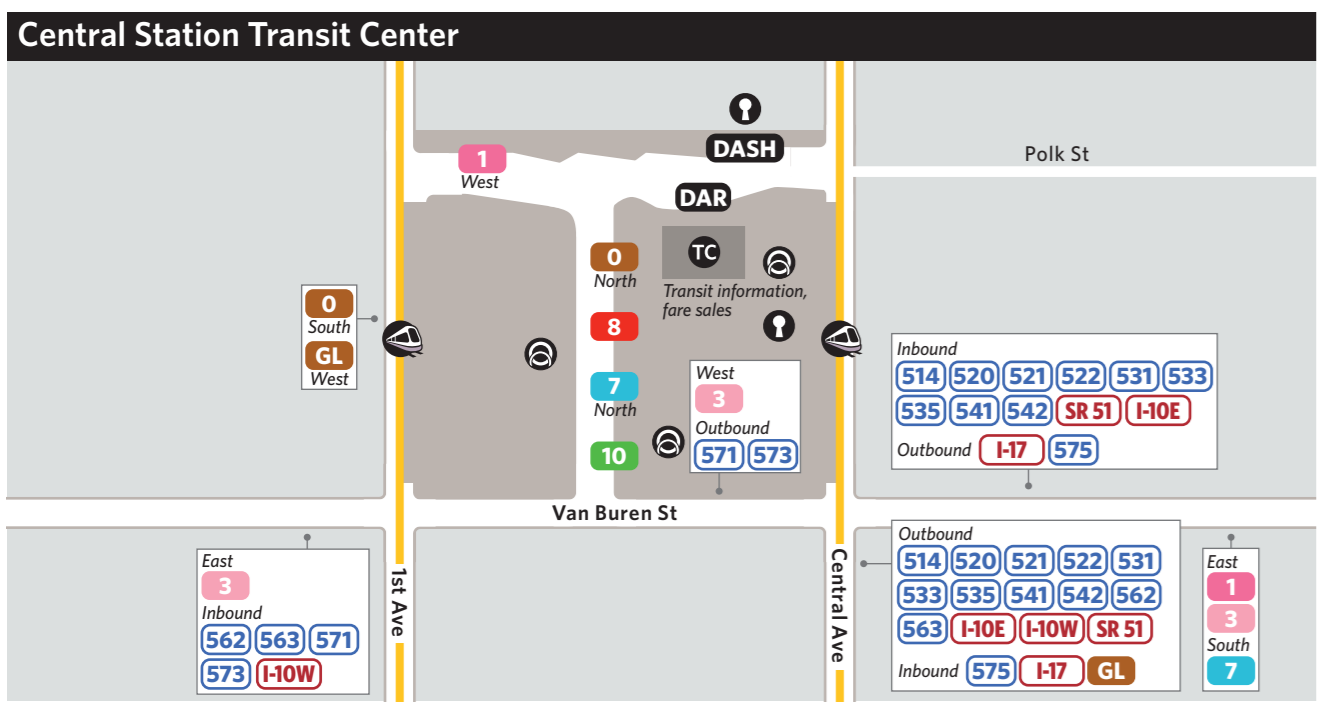 Central Station Transit Center
DASH
Polk St
1
West
DAR
0
North
TC
Transit information,
fare sales
0
South
GL
West
8
7
North
10
West
3
Outbound
571 573
Inbound
514 520 521 522 531 533
535 541 542 SR 51 I-10E
Outbound I-17 575
Van Buren St
1st Ave
Central Ave
East
3
Inbound
562 563 571
573 I-10W
Outbound
514 520 521 522 531
533 535 541 542 562
563 I-10E I-10W SR 51
Inbound 575 I-17 GL
East
1
3
South
7